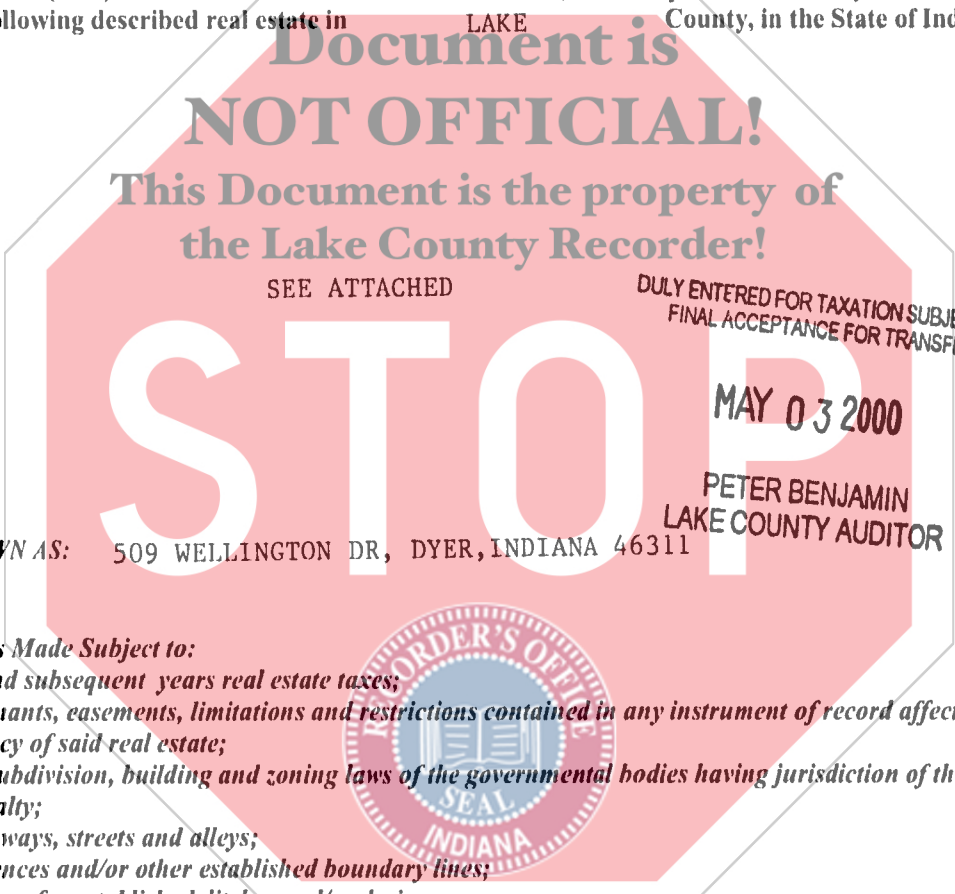 llowing described real estate in LAKE County, in the State of Ind
Document is
NOT OFFICIAL!
This Document is the property of
the Lake County Recorder!
SEE ATTACHED
DULY ENTERED FOR TAXATION SUBJE
FINAL ACCEPTANCE FOR TRANSFE
STOP
MAY 03 2000
PETER BENJAMIN
LAKE COUNTY AUDITOR
WN AS: 509 WELLINGTON DR, DYER, INDIANA 46311
s Made Subject to:
nd subsequent years real estate taxes;
nants, easements, limitations and restrictions contained in any instrument of record affect
cy of said real estate;
ubdivision, building and zoning laws of the governmental bodies having jurisdiction of th
alty;
ways, streets and alleys;
nces and/or other established boundary lines;
RECORDER'S OFFICE
SEAL
INDIANA